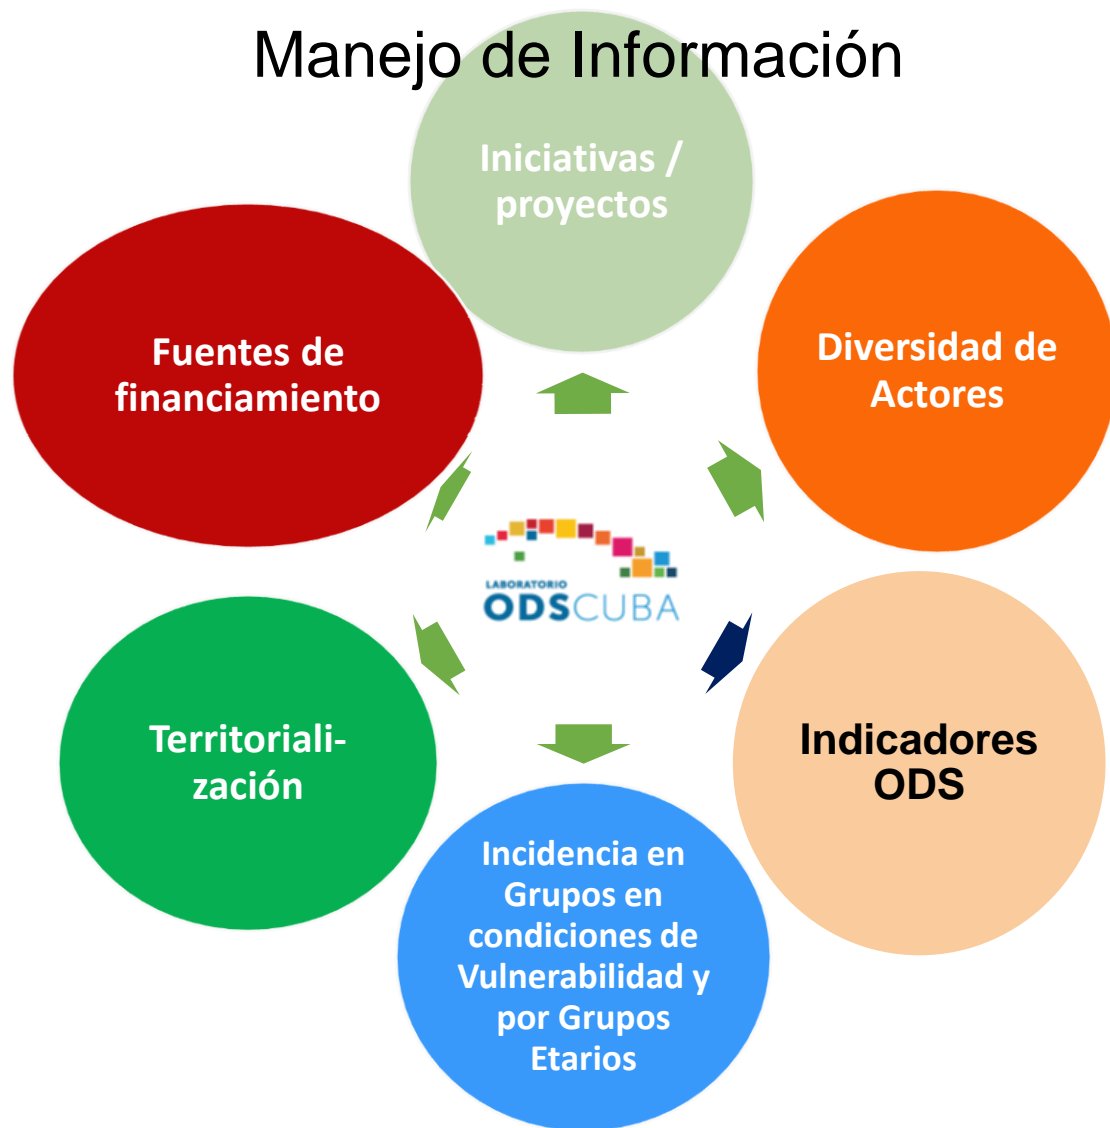 Manejo de Información
Iniciativas /
proyectos
Diversidad de
Actores
Indicadores
ODS
Incidencia en
Grupos en
condiciones de
Vulnerabilidad y
por Grupos
Etarios
Territoriali-
zación
Fuentes de
financiamiento
LABORATORIO
ODSCUBA